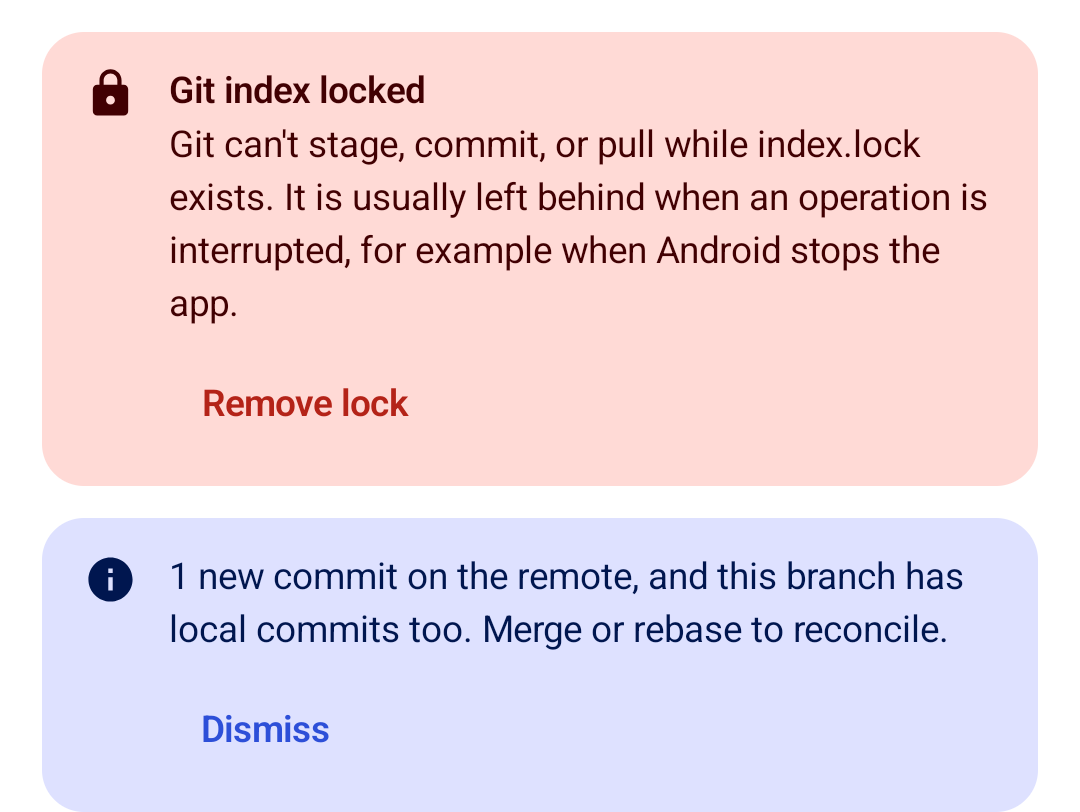 Git index locked
Git can't stage, commit, or pull while index.lock
exists. It is usually left behind when an operation is
interrupted, for example when Android stops the
app.
Remove lock
1 new commit on the remote, and this branch has
local commits too. Merge or rebase to reconcile.
Dismiss